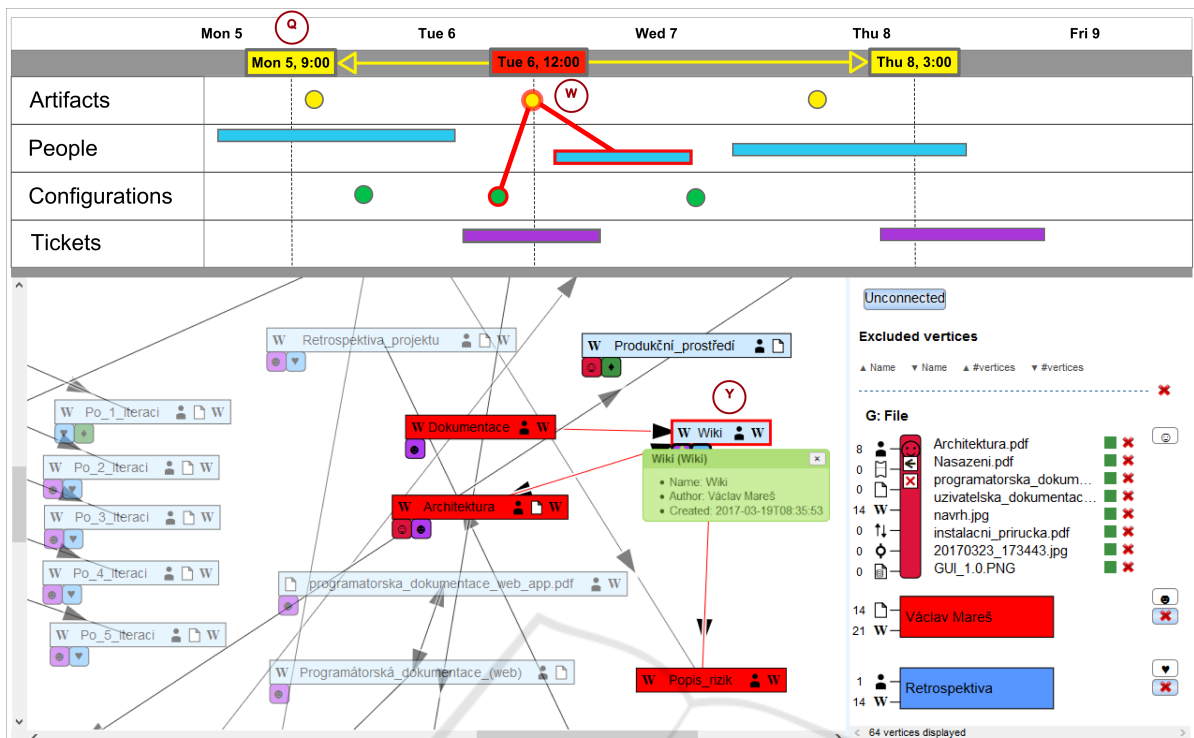 Mon 5 Q Tue 6 Wed 7 Thu 8 Fri 9
Mon 5, 9:00 Tue 6, 12:00 Thu 8, 3:00
Artifacts W
People
Configurations
Tickets
W Retrospektiva_projektu W
W Produkční_prostředí
W Po_1_iteraci W
W Po_2_iteraci W
W Po_3_iteraci W
W Po_4_iteraci W
W Po_5_iteraci W
Y
W Dokumentace W
W Wiki W
Wiki (Wiki) ×
• Name: Wiki
• Author: Václav Mareš
• Created: 2017-03-19T08:35:53
W Architektura W
programatorska_dokumentace_web_app.pdf W
W Programátorská_dokumentace_(web)
W Popis_rizik W
Unconnected
Excluded vertices
▲ Name ▼ Name ▲ #vertices ▼ #vertices
G: File
8
0
0
14 W
0
0
0
Architektura.pdf
Nasazeni.pdf
programatorska_dokum...
uzivatelska_dokumentac...
navrh.jpg
instalacni_prirucka.pdf
20170323_173443.jpg
GUI_1.0.PNG
14
21 W
Václav Mareš
1
14 W
Retrospektiva
64 vertices displayed